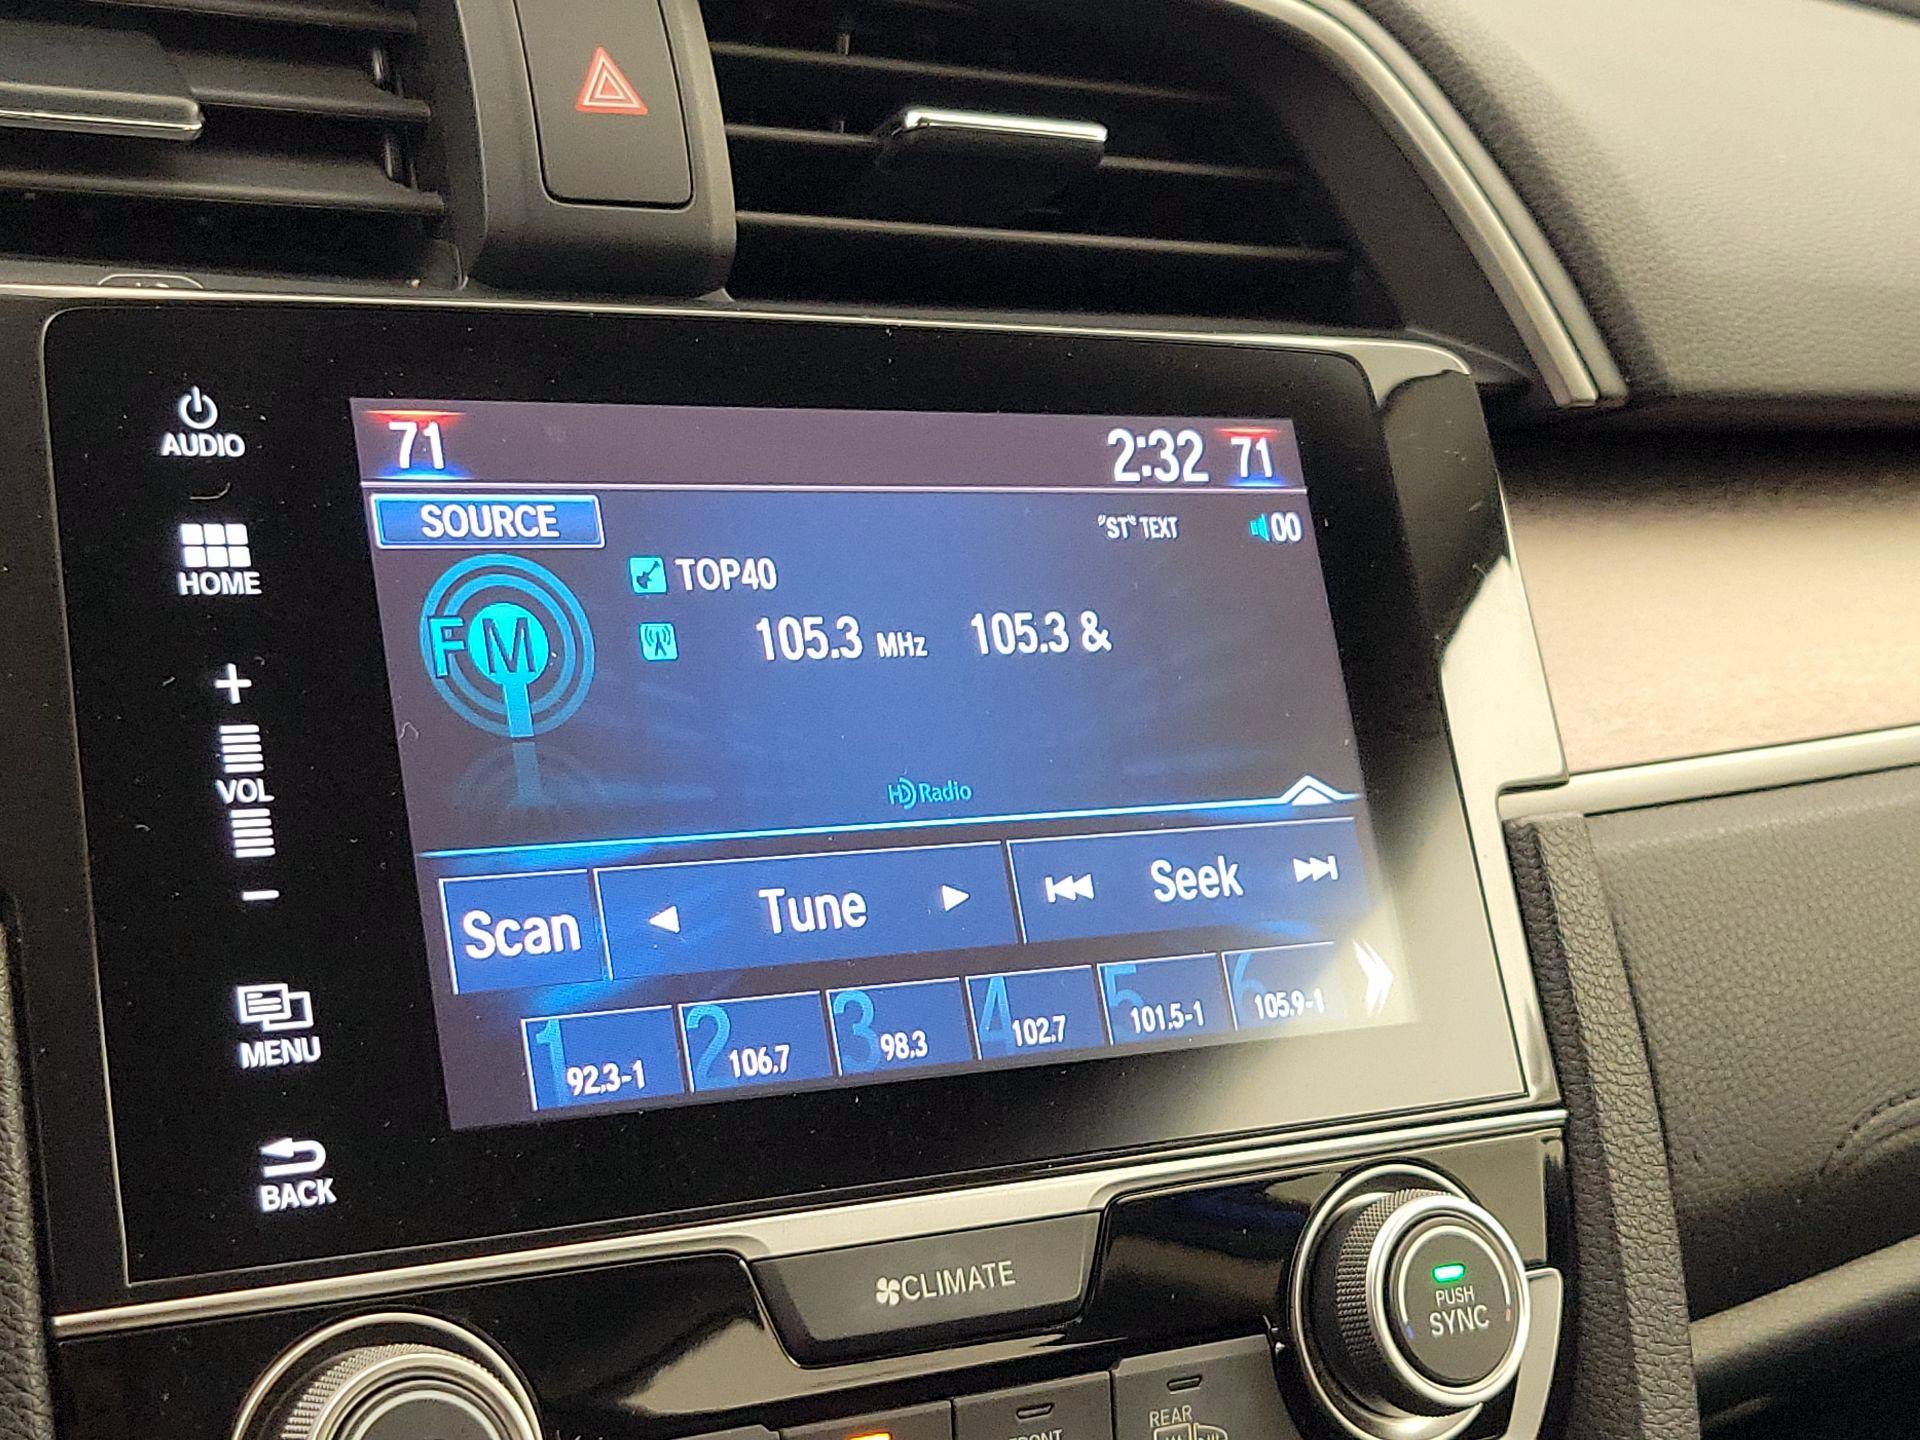 AUDIO
HOME
+
VOL
−
MENU
BACK
71
2:32 71
SOURCE
"ST" TEXT
00
FM
TOP40
105.3 MHz 105.3 &
HD Radio
Scan
Tune
Seek
1 92.3-1
2 106.7
3 98.3
4 102.7
5 101.5-1
6 105.9-1
CLIMATE
PUSH
SYNC
REAR